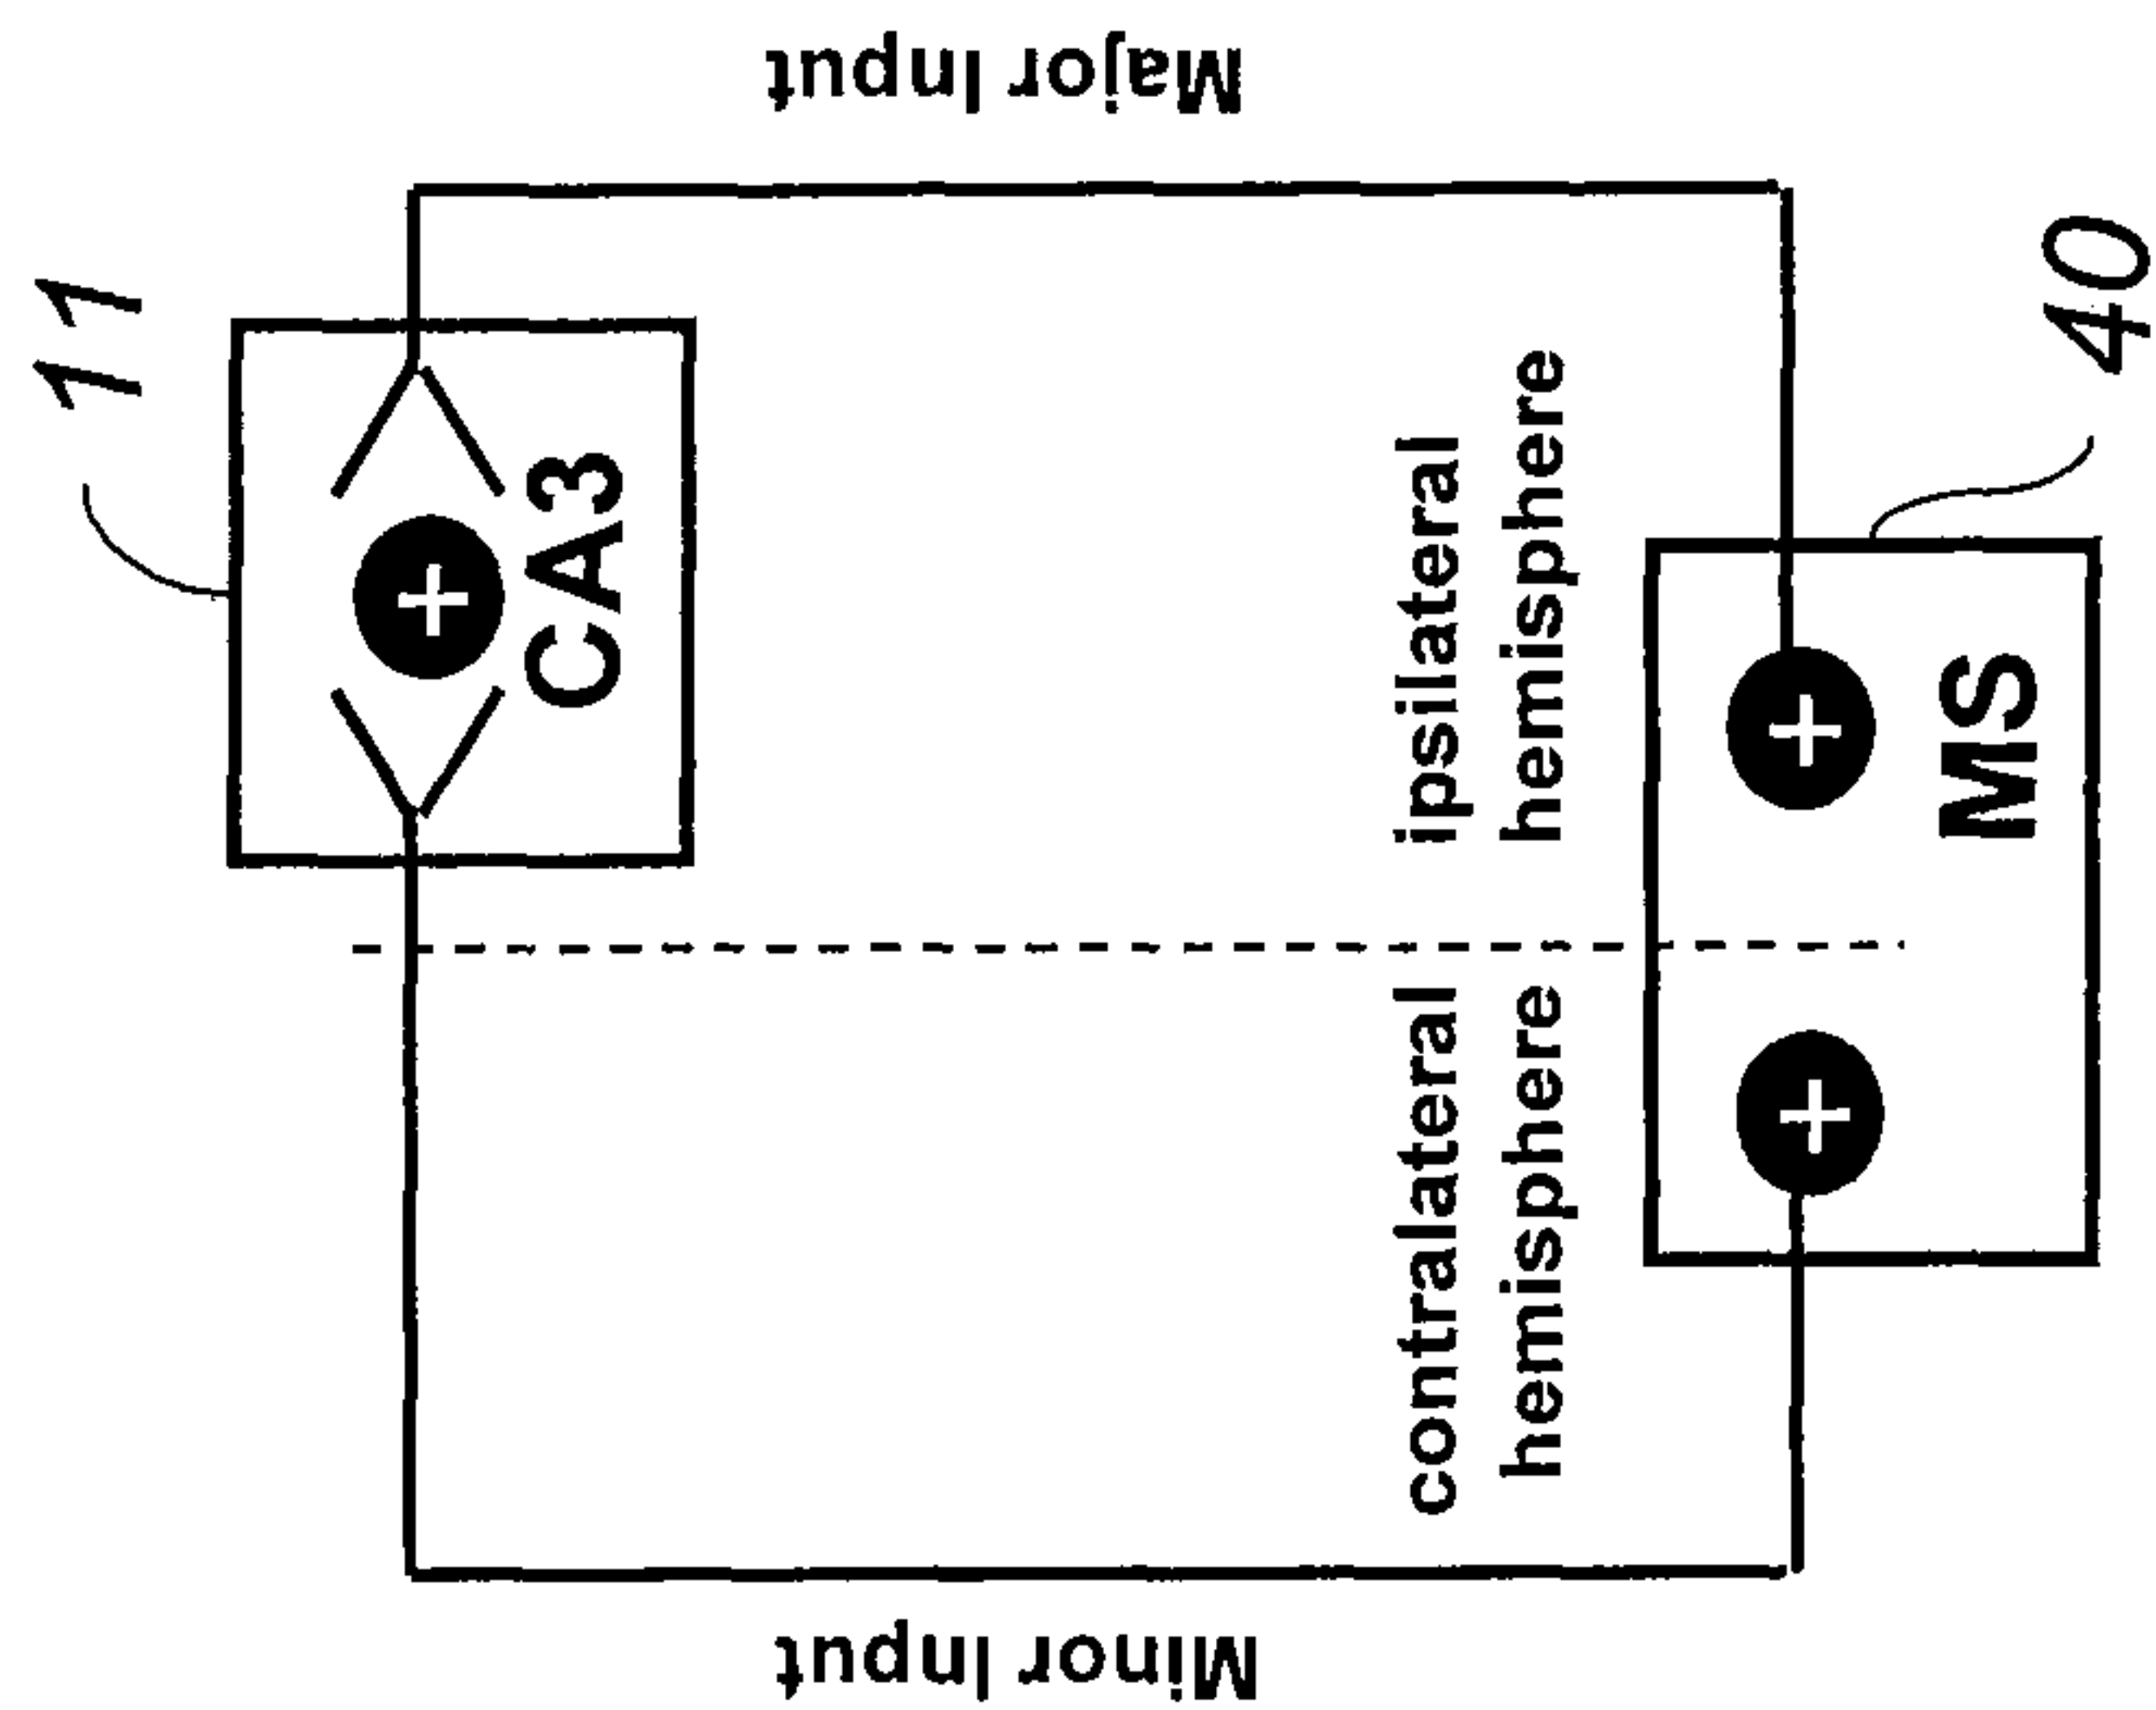 11
CA3
Minor Input
Major Input
contralateral
hemisphere
ipsilateral
hemisphere
MS
40